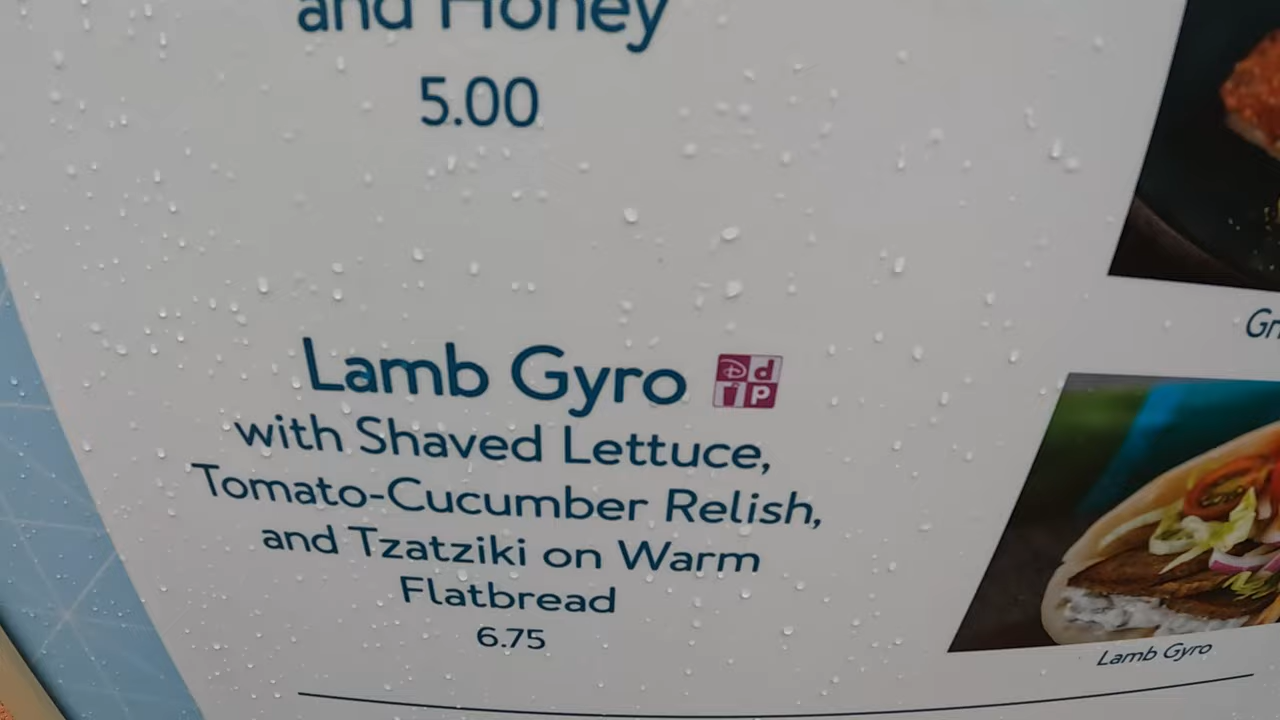 and Honey
5.00
Lamb Gyro
D d
p
with Shaved Lettuce,
Tomato-Cucumber Relish,
and Tzatziki on Warm
Flatbread
6.75
Lamb Gyro